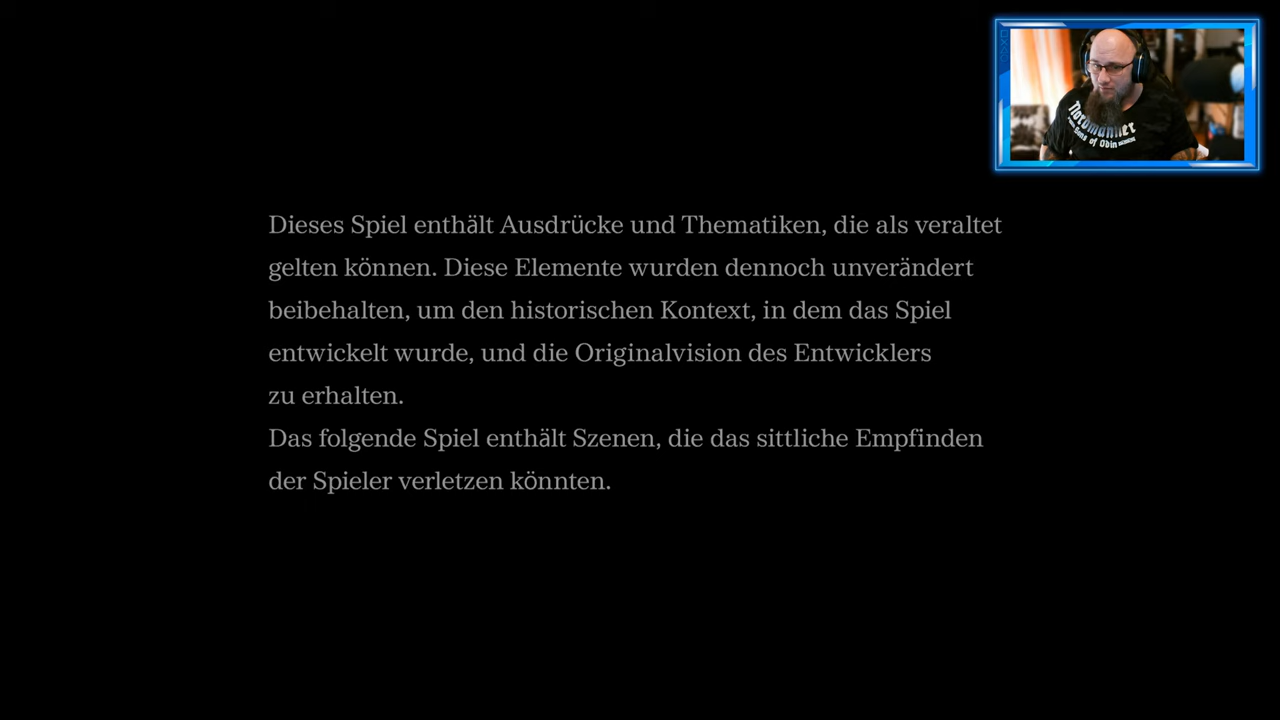 Dieses Spiel enthält Ausdrücke und Thematiken, die als veraltet
gelten können. Diese Elemente wurden dennoch unverändert
beibehalten, um den historischen Kontext, in dem das Spiel
entwickelt wurde, und die Originalvision des Entwicklers
zu erhalten.
Das folgende Spiel enthält Szenen, die das sittliche Empfinden
der Spieler verletzen könnten.
Nordmänner
Sons of Odin